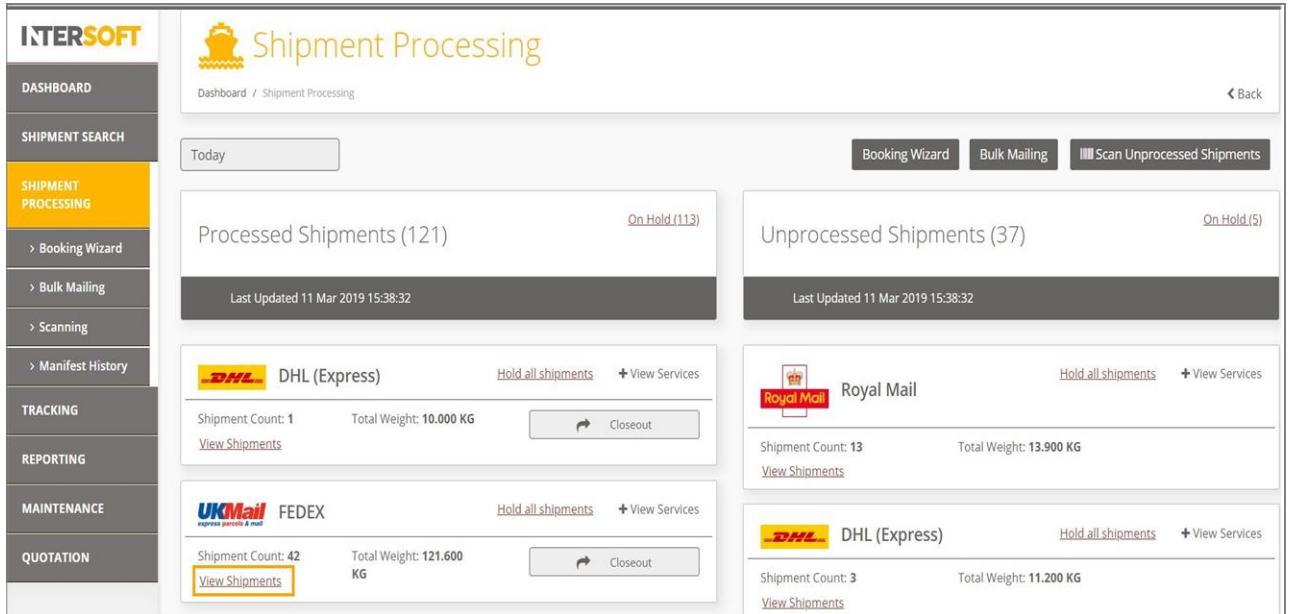 INTERSOFT
DASHBOARD
SHIPMENT SEARCH
SHIPMENT
PROCESSING
> Booking Wizard
> Bulk Mailing
> Scanning
> Manifest History
TRACKING
REPORTING
MAINTENANCE
QUOTATION
Shipment Processing
Dashboard / Shipment Processing
Back
Today
Booking Wizard
Bulk Mailing
Scan Unprocessed Shipments
Processed Shipments (121)
On Hold (113)
Last Updated 11 Mar 2019 15:38:32
DHL
DHL (Express)
Hold all shipments
+ View Services
Shipment Count: 1
Total Weight: 10.000 KG
Closeout
View Shipments
UKMail
express parcels & mail
FEDEX
Hold all shipments
+ View Services
Shipment Count: 42
Total Weight: 121.600
KG
Closeout
View Shipments
Unprocessed Shipments (37)
On Hold (5)
Last Updated 11 Mar 2019 15:38:32
Royal Mail
Royal Mail
Hold all shipments
+ View Services
Shipment Count: 13
Total Weight: 13.900 KG
View Shipments
DHL
DHL (Express)
Hold all shipments
+ View Services
Shipment Count: 3
Total Weight: 11.200 KG
View Shipments